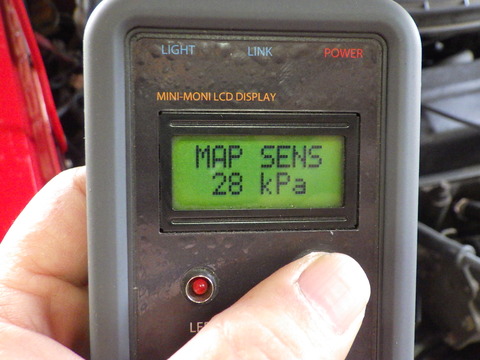 LIGHT LINK POWER
MINI-MONI LCD DISPLAY
MAP SENS
28 kPa